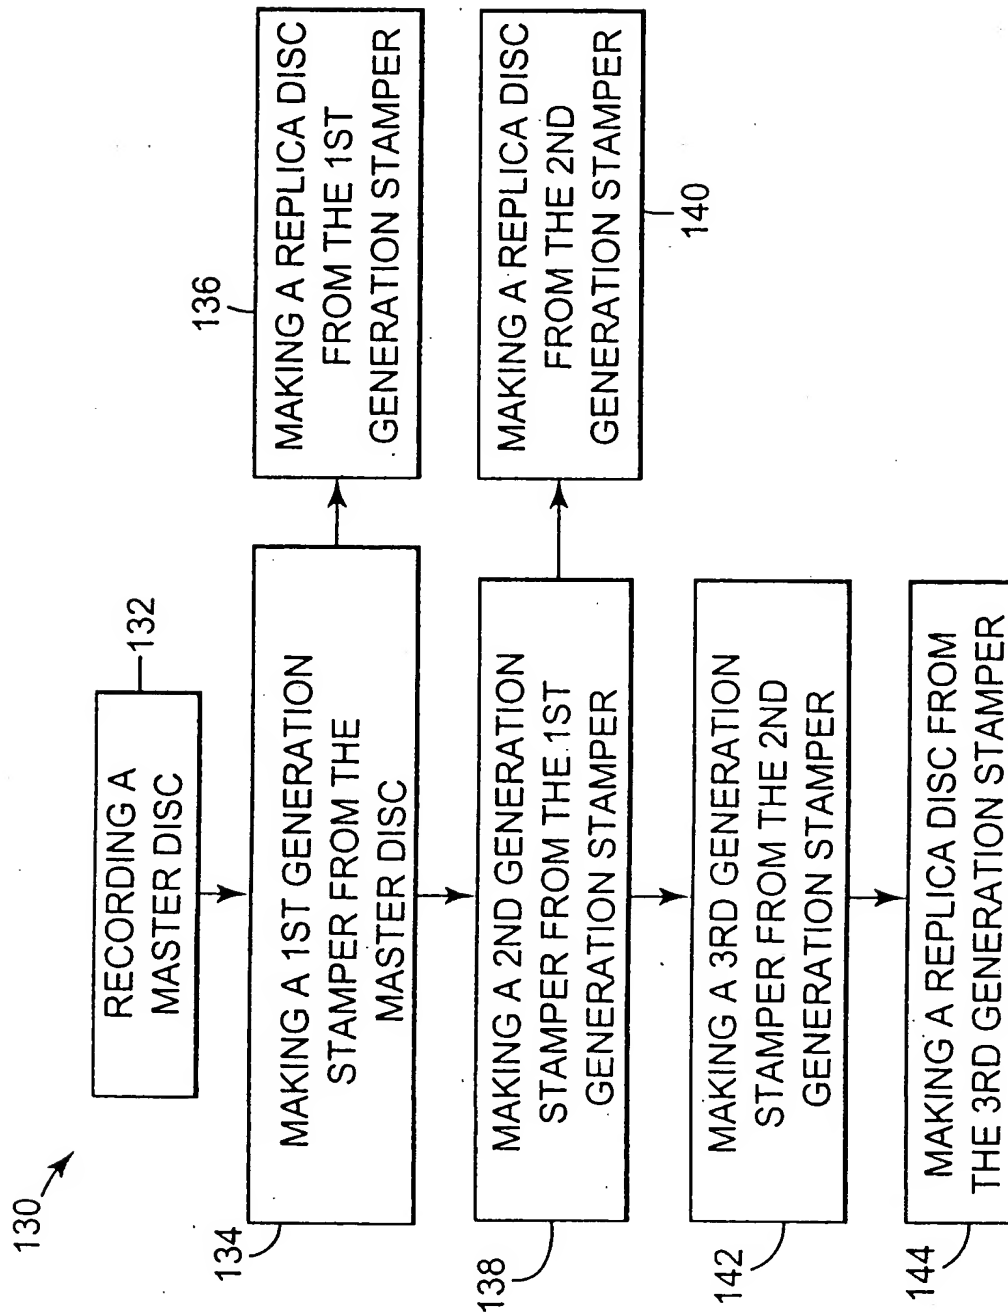 130
RECORDING A
MASTER DISC
132
MAKING A 1ST GENERATION
STAMPER FROM THE
MASTER DISC
134
MAKING A REPLICA DISC
FROM THE 1ST
GENERATION STAMPER
136
MAKING A 2ND GENERATION
STAMPER FROM THE 1ST
GENERATION STAMPER
138
MAKING A REPLICA DISC
FROM THE 2ND
GENERATION STAMPER
140
MAKING A 3RD GENERATION
STAMPER FROM THE 2ND
GENERATION STAMPER
142
MAKING A REPLICA DISC FROM
THE 3RD GENERATION STAMPER
144